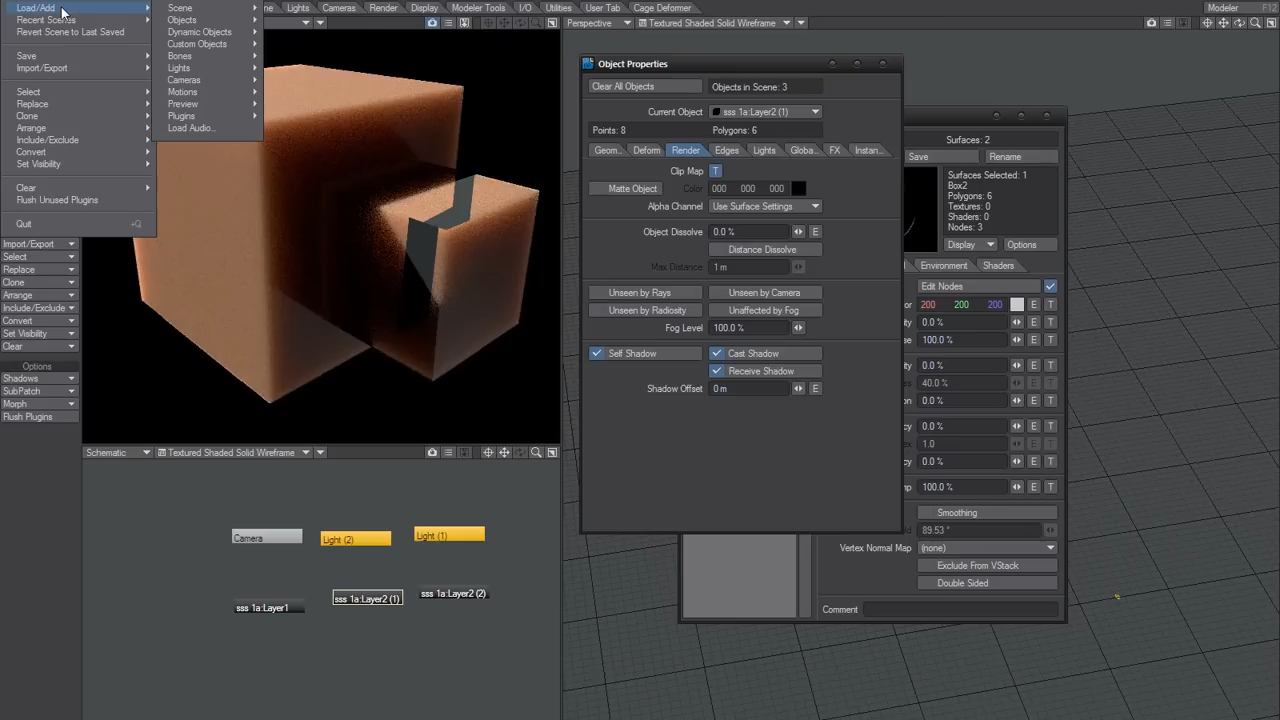 Load/Add
Recent Scenes
Revert Scene to Last Saved
Save
Import/Export
Select
Replace
Clone
Arrange
Include/Exclude
Convert
Set Visibility
Clear
Flush Unused Plugins
Quit +Q
Scene
Objects
Dynamic Objects
Custom Objects
Bones
Lights
Cameras
Motions
Preview
Plugins
Load Audio...
Lights Cameras Render Display Modeler Tools I/O Utilities User Tab Cage Deformer Modeler F12
Perspective Textured Shaded Solid Wireframe
Import/Export
Select
Replace
Clone
Arrange
Include/Exclude
Convert
Set Visibility
Clear
Options
Shadows
SubPatch
Morph
Flush Plugins
Schematic Textured Shaded Solid Wireframe
Camera
Light (2)
Light (1)
sss 1a:Layer1
sss 1a:Layer2 (1)
sss 1a:Layer2 (2)
Object Properties
Clear All Objects Objects in Scene: 3
Current Object sss 1a:Layer2 (1)
Points: 8 Polygons: 6
Geom... Deform Render Edges Lights Globa... FX Instan...
Clip Map T
Matte Object Color 000 000 000
Alpha Channel Use Surface Settings
Object Dissolve 0.0 % E
Distance Dissolve
Max Distance 1 m
Unseen by Rays Unseen by Camera
Unseen by Radiosity Unaffected by Fog
Fog Level 100.0 %
Self Shadow Cast Shadow
Receive Shadow
Shadow Offset 0 m E
Surfaces: 2
Save Rename
Surfaces Selected: 1
Box2
Polygons: 6
Textures: 0
Shaders: 0
Nodes: 3
Display Options
Environment Shaders
Edit Nodes
200 200 200 E T
0.0 % E T
100.0 % E T
0.0 % E T
40.0 % E T
0.0 % E T
0.0 % E T
1.0 E T
0.0 % E T
100.0 % E T
Smoothing
89.53 °
Vertex Normal Map (none)
Exclude From VStack
Double Sided
Comment